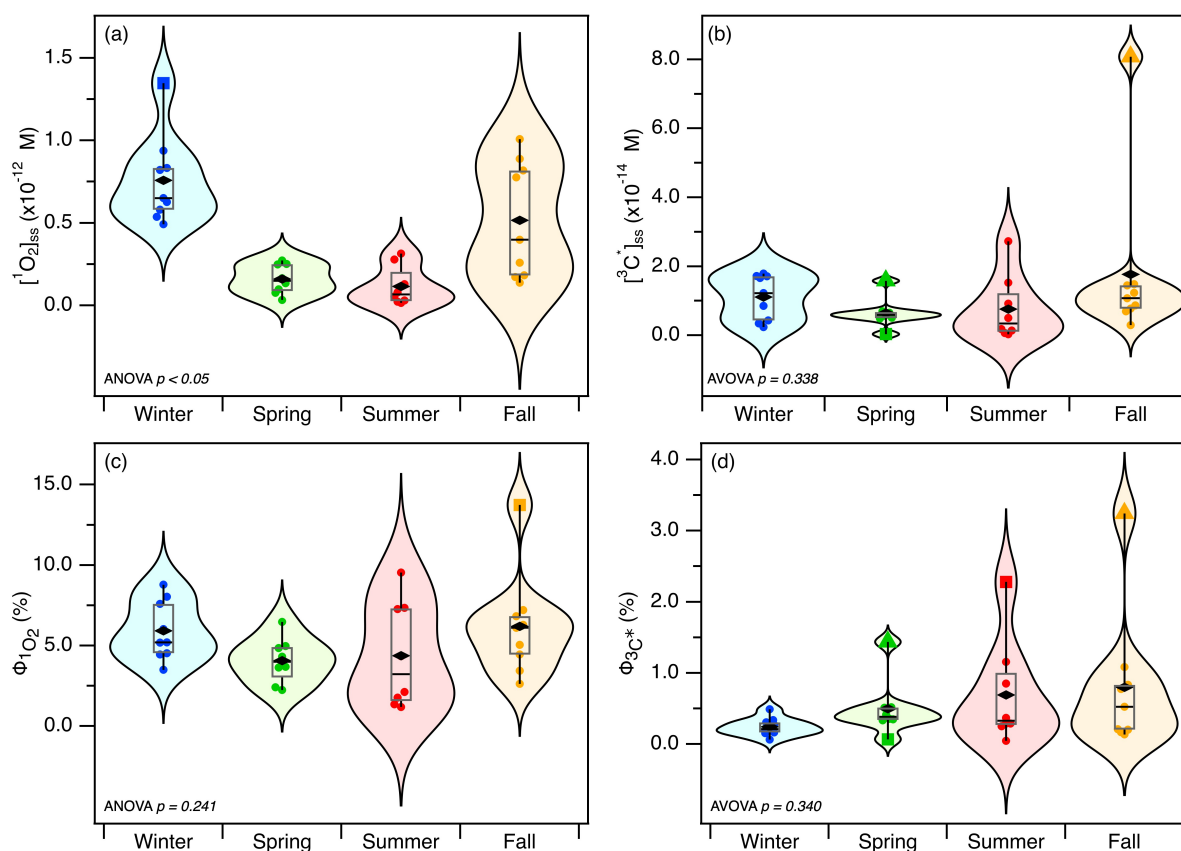 (a)
[¹O₂]ss (x10⁻¹² M)
1.5
1.0
0.5
0.0
ANOVA p < 0.05
Winter Spring Summer Fall
(b)
[³C*]ss (x10⁻¹⁴ M)
8.0
6.0
4.0
2.0
0.0
AVOVA p = 0.338
Winter Spring Summer Fall
(c)
Φ1O2 (%)
15.0
10.0
5.0
0.0
ANOVA p = 0.241
Winter Spring Summer Fall
(d)
Φ3C* (%)
4.0
3.0
2.0
1.0
0.0
AVOVA p = 0.340
Winter Spring Summer Fall